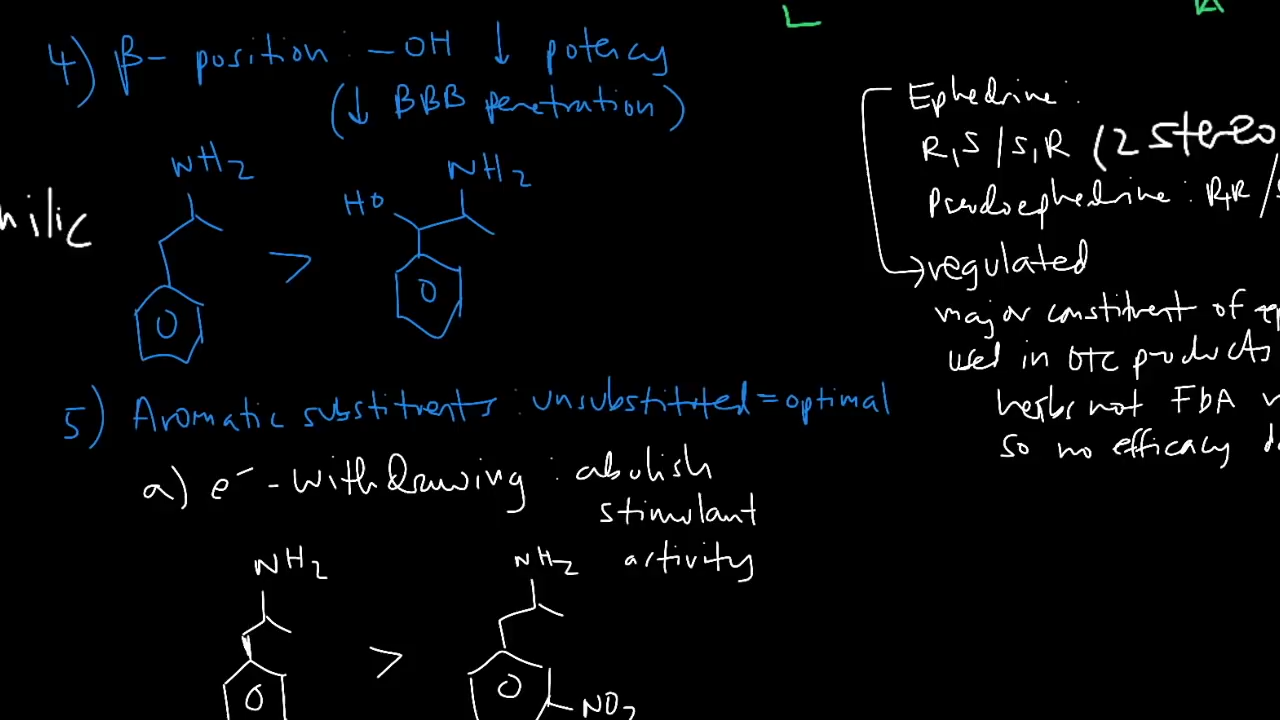 4) β- position : -OH ↓ potency
(↓ BBB penetration)
NH2
HO
NH2
>
5) Aromatic substituents : unsubstituted = optimal
a) e⁻ - withdrawing : abolish
stimulant
activity
NH2
NH2
>
NO2
Ephedrine :
R,S / S,R (2 stereo
Pseudoephedrine : R,R /
→ regulated
major constituent of
used in OTC products
herbs not FDA
so no efficacy